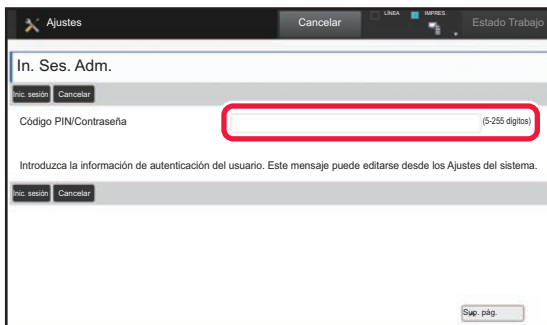 Ajustes Cancelar LÍNEA IMPRES. Estado Trabajo
In. Ses. Adm.
Inic. sesión Cancelar
Código PIN/Contraseña (5-255 dígitos)
Introduzca la información de autenticación del usuario. Este mensaje puede editarse desde los Ajustes del sistema.
Inic. sesión Cancelar
Sup. pág.